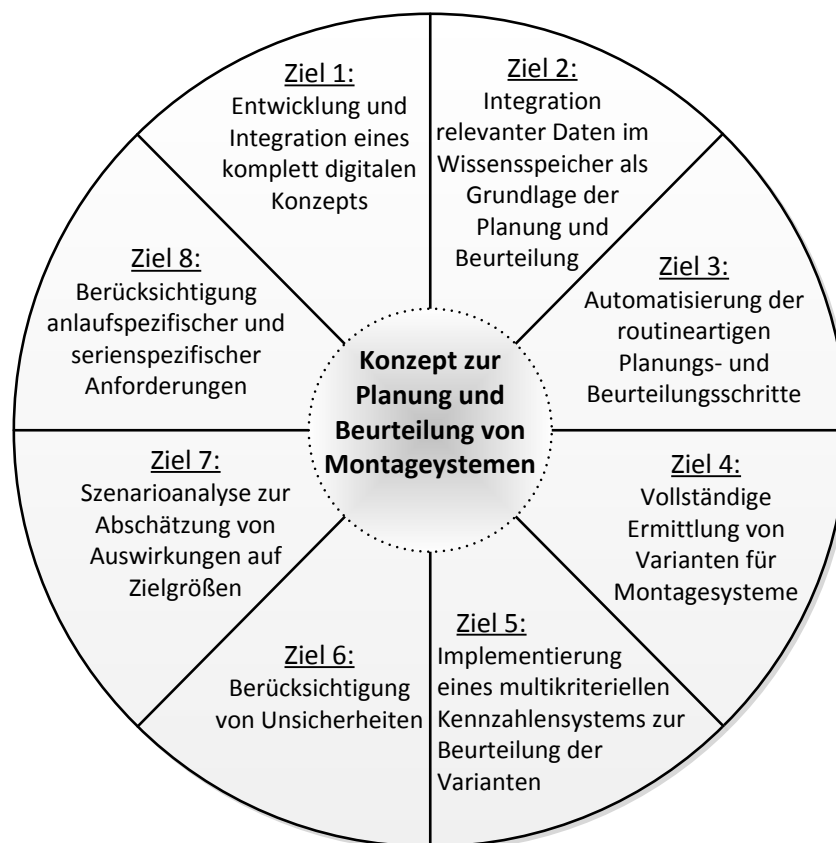 Ziel 1:
Entwicklung und
Integration eines
komplett digitalen
Konzepts
Ziel 2:
Integration
relevanter Daten im
Wissensspeicher als
Grundlage der
Planung und
Beurteilung
Ziel 3:
Automatisierung der
routineartigen
Planungs- und
Beurteilungsschritte
Ziel 4:
Vollständige
Ermittlung von
Varianten für
Montagesysteme
Ziel 5:
Implementierung
eines multikriteriellen
Kennzahlensystems zur
Beurteilung der
Varianten
Ziel 6:
Berücksichtigung
von Unsicherheiten
Ziel 7:
Szenarioanalyse zur
Abschätzung von
Auswirkungen auf
Zielgrößen
Ziel 8:
Berücksichtigung
anlaufspezifischer und
serienspezifischer
Anforderungen
Konzept zur
Planung und
Beurteilung von
Montageystemen